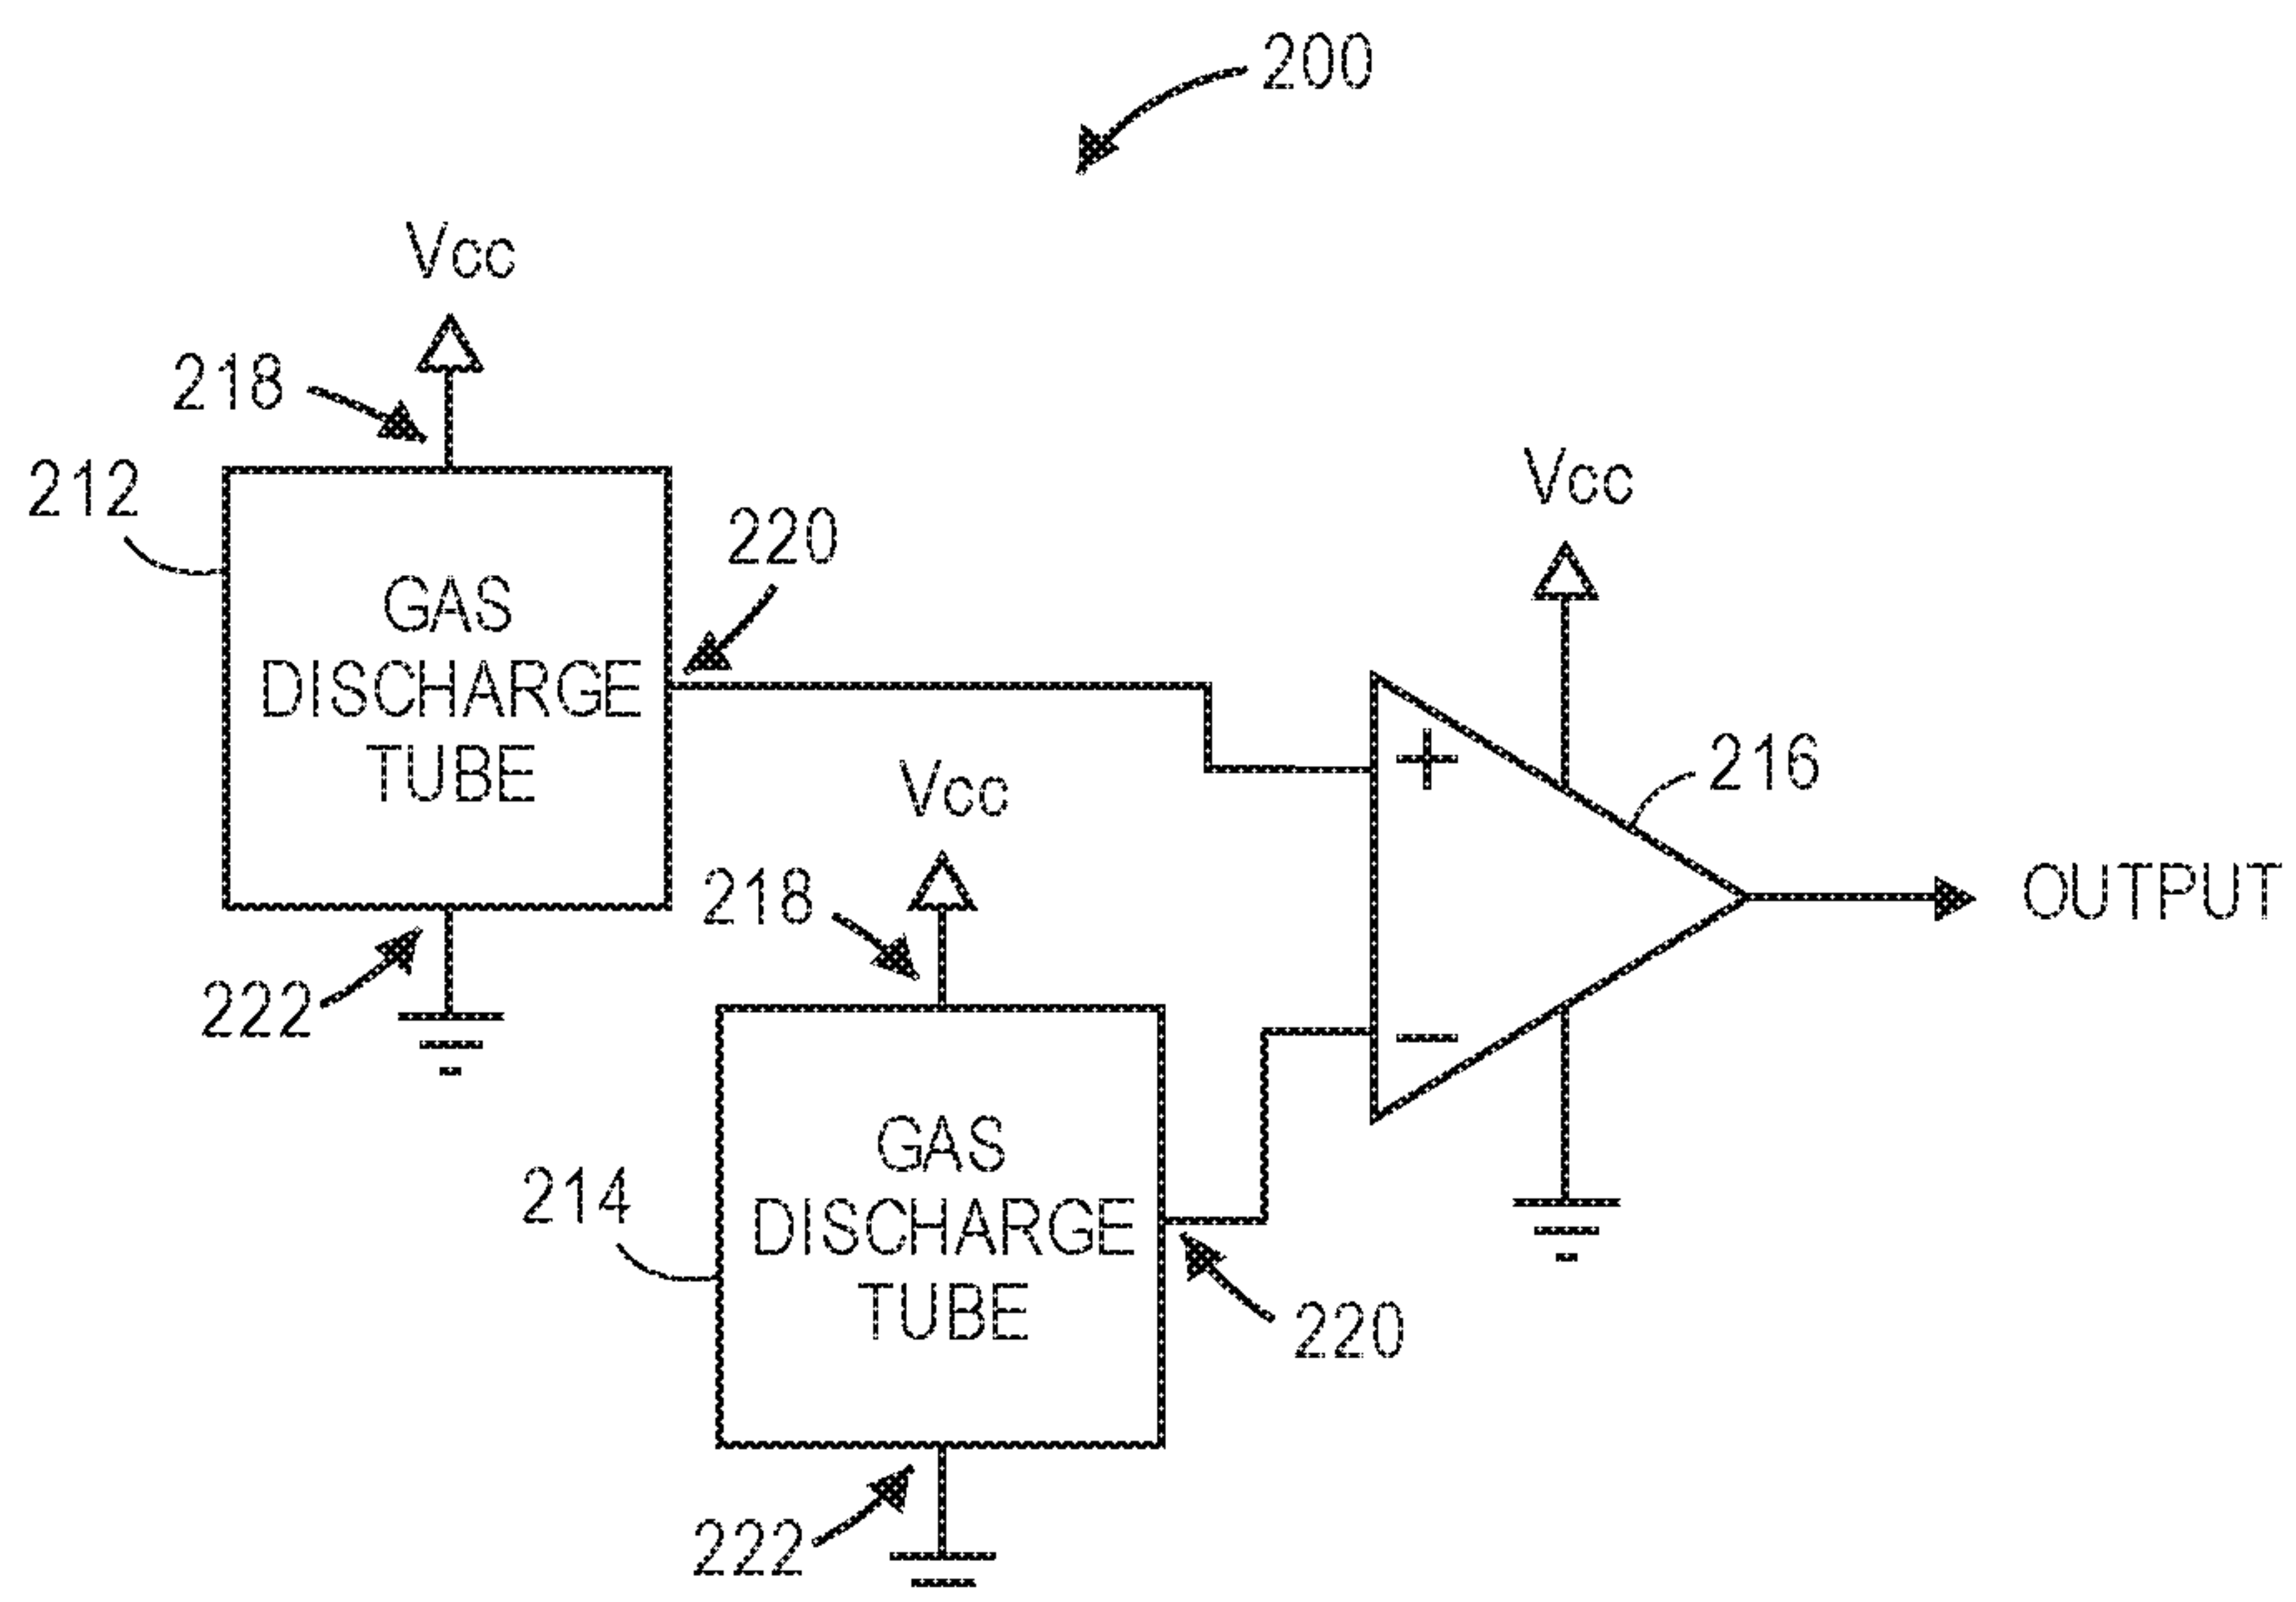 200
Vcc
218
212
220
GAS
DISCHARGE
TUBE
Vcc
+
216
Vcc
218
OUTPUT
222
−
GAS
DISCHARGE
TUBE
214
220
222